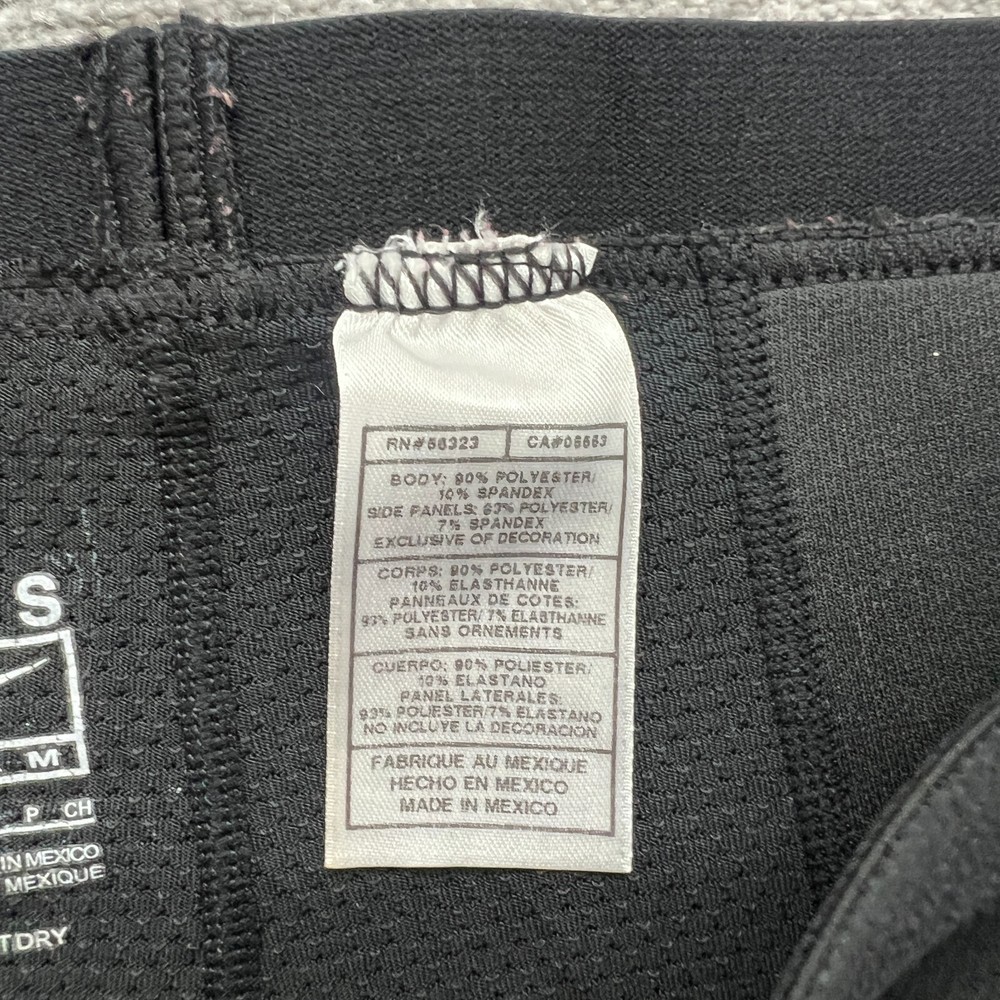 RN#56323 CA#05553
BODY: 90% POLYESTER/
10% SPANDEX
SIDE PANELS: 93% POLYESTER/
7% SPANDEX
EXCLUSIVE OF DECORATION
CORPS: 90% POLYESTER/
10% ELASTHANNE
PANNEAUX DE COTES:
93% POLYESTER/ 7% ELASTHANNE
SANS ORNEMENTS
CUERPO: 90% POLIESTER/
10% ELASTANO
PANEL LATERALES:
93% POLIESTER/7% ELASTANO
NO INCLUYE LA DECORACION
FABRIQUE AU MEXIQUE
HECHO EN MEXICO
MADE IN MEXICO
S
M
P CH
IN MEXICO
MEXIQUE
T DRY